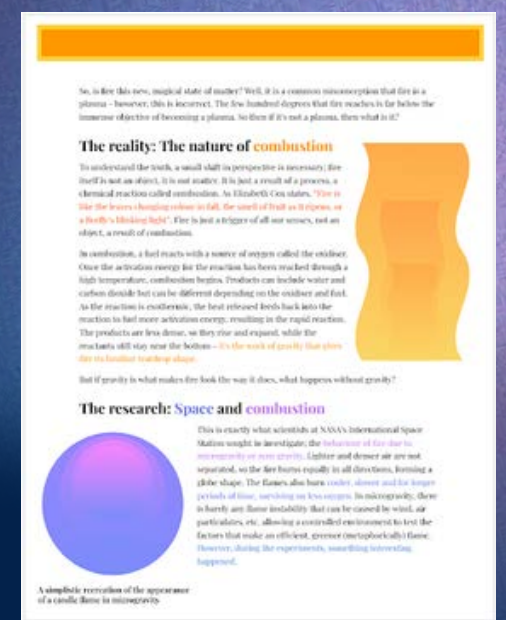 So, is fire this new, magical state of matter? Well, it is a common misconception that fire is a
plasma – however, this is incorrect. The few hundred degrees that fire reaches is far below the
immense objective of becoming a plasma. So then if it's not a plasma, then what is it?
The reality: The nature of combustion
To understand the truth, a small shift in perspective is necessary; fire
itself is not an object, it is not matter. It is just a result of a process, a
chemical reaction called combustion. As Elizabeth Cox states, "Fire is
like the leaves changing colour in fall, the smell of fruit as it ripens, or
a firefly's blinking light". Fire is just a trigger of all our senses, not an
object, a result of combustion.
In combustion, a fuel reacts with a source of oxygen called the oxidiser.
Once the activation energy for the reaction has been reached through a
high temperature, combustion begins. Products can include water and
carbon dioxide but can be different depending on the oxidiser and fuel.
As the reaction is exothermic, the heat released feeds back into the
reaction to fuel more activation energy, resulting in the rapid reaction.
The products are less dense, so they rise and expand, while the
reactants still stay near the bottom – it's the work of gravity that gives
fire its familiar teardrop shape.
But if gravity is what makes fire look the way it does, what happens without gravity?
The research: Space and combustion
This is exactly what scientists at NASA's International Space
Station sought to investigate; the behaviour of fire due to
microgravity or zero gravity. Lighter and denser air are not
separated, so the fire burns equally in all directions, forming a
globe shape. The flames also burn cooler, slower and for longer
periods of time, surviving on less oxygen. In microgravity, there
is barely any flame instability that can be caused by wind, air
particulates, etc. allowing a controlled environment to test the
factors that make an efficient, greener (metaphorically) flame.
However, during the experiments, something interesting
happened.
A simplistic recreation of the appearance
of a candle flame in microgravity